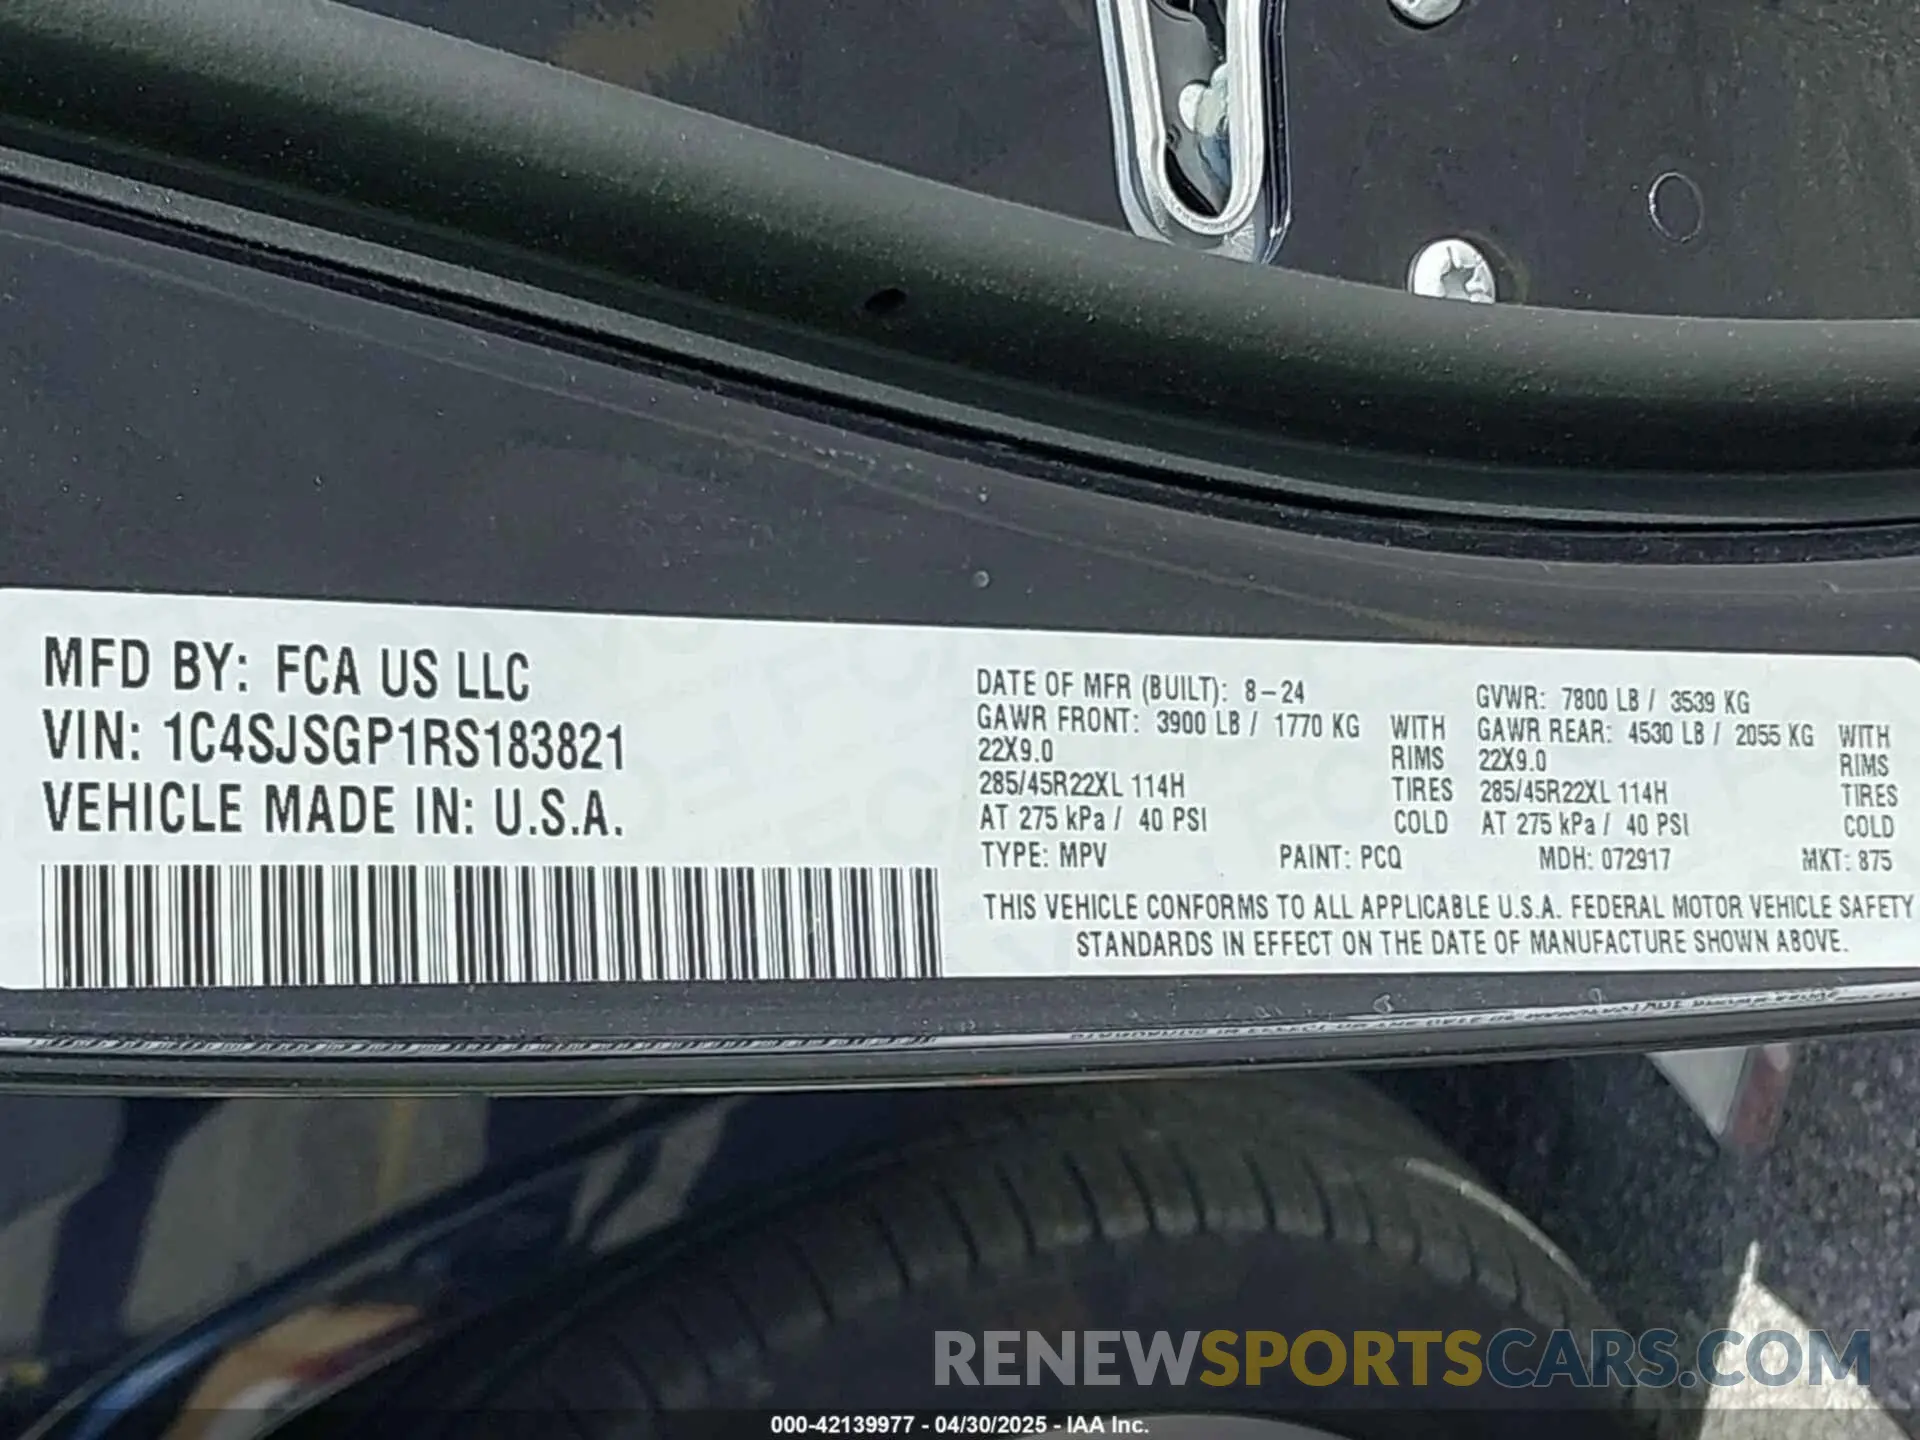 MFD BY: FCA US LLC
VIN: 1C4SJSGP1RS183821
VEHICLE MADE IN: U.S.A.
DATE OF MFR (BUILT): 8-24
GVWR: 7800 LB / 3539 KG
GAWR FRONT: 3900 LB / 1770 KG WITH
22X9.0 RIMS
285/45R22XL 114H TIRES
AT 275 kPa / 40 PSI COLD
GAWR REAR: 4530 LB / 2055 KG WITH
22X9.0 RIMS
285/45R22XL 114H TIRES
AT 275 kPa / 40 PSI COLD
TYPE: MPV PAINT: PCQ MDH: 072917 MKT: 875
THIS VEHICLE CONFORMS TO ALL APPLICABLE U.S.A. FEDERAL MOTOR VEHICLE SAFETY
STANDARDS IN EFFECT ON THE DATE OF MANUFACTURE SHOWN ABOVE.
RENEWSPORTSCARS.COM
000-42139977 - 04/30/2025 - IAA Inc.